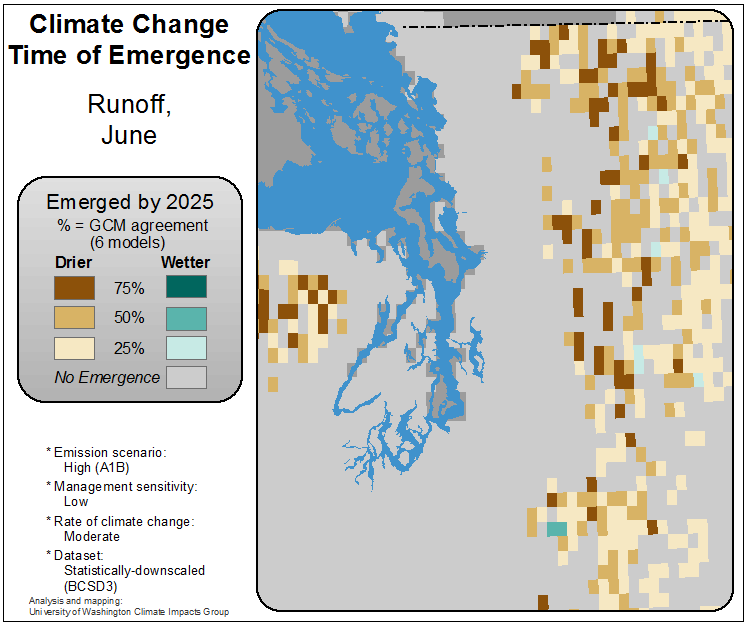 Climate Change
Time of Emergence
Runoff,
June
Emerged by 2025
% = GCM agreement
(6 models)
Drier Wetter
75%
50%
25%
No Emergence
* Emission scenario:
High (A1B)
* Management sensitivity:
Low
* Rate of climate change:
Moderate
* Dataset:
Statistically-downscaled
(BCSD3)
Analysis and mapping:
University of Washington Climate Impacts Group